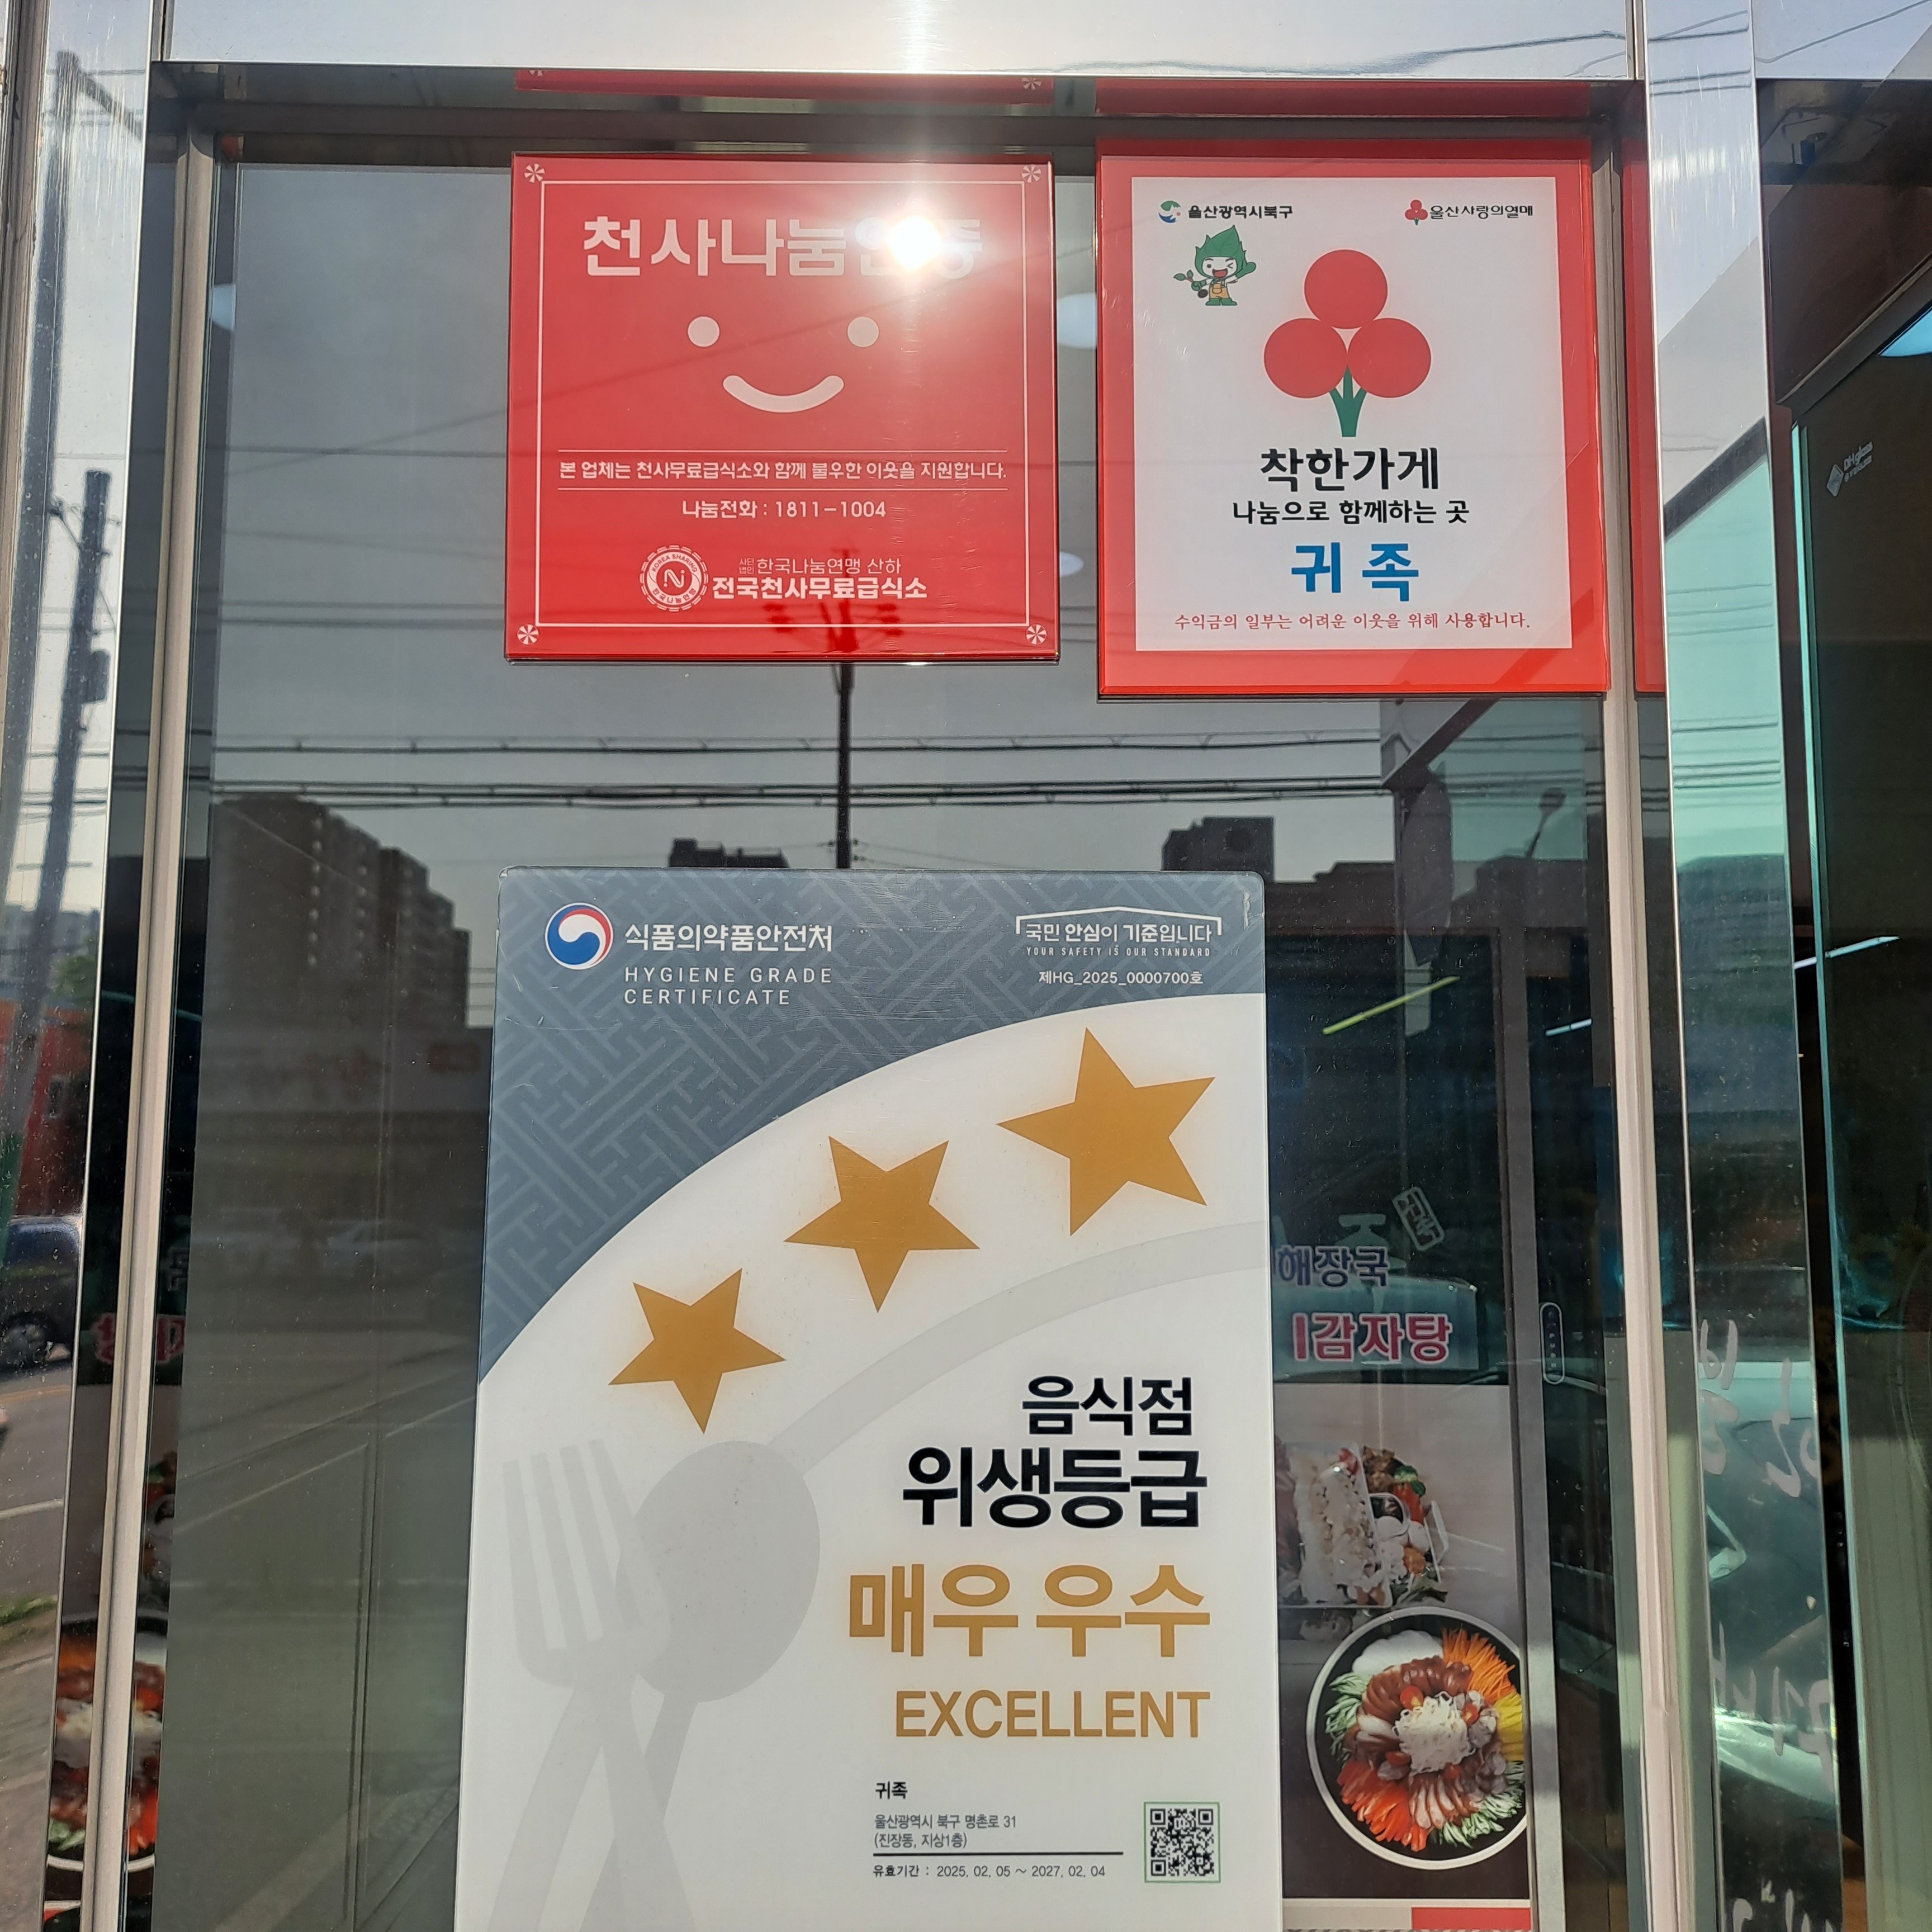 천사나눔인증
본 업체는 천사무료급식소와 함께 불우한 이웃을 지원합니다.
나눔전화 : 1811-1004
사단법인 한국나눔연맹 산하
전국천사무료급식소
울산광역시북구
울산사랑의열매
착한가게
나눔으로 함께하는 곳
귀족
수익금의 일부는 어려운 이웃을 위해 사용합니다.
식품의약품안전처
HYGIENE GRADE
CERTIFICATE
국민 안심이 기준입니다
YOUR SAFETY IS OUR STANDARD
제HG_2025_0000700호
음식점
위생등급
매우 우수
EXCELLENT
귀족
울산광역시 북구 명촌로 31
(진장동, 지상1층)
유효기간 : 2025. 02. 05 ~ 2027. 02. 04
해장국
감자탕